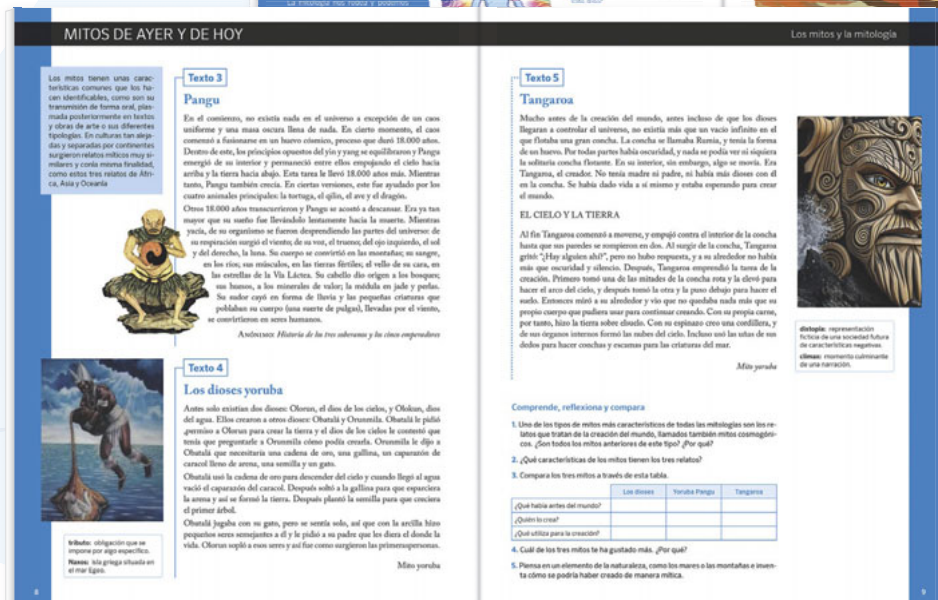 La mitología nos rodea y podemos
MITOS DE AYER Y DE HOY
Los mitos tienen unas carac-
terísticas comunes que los ha-
cen identificables, como son su
transmisión de forma oral, plas-
mada posteriormente en textos
y obras de arte o sus diferentes
tipologías. En culturas tan aleja-
das y separadas por continentes
surgieron relatos míticos muy si-
milares y con la misma finalidad,
como estos tres relatos de Áfri-
ca, Asia y Oceanía
Texto 3
Pangu
En el comienzo, no existía nada en el universo a excepción de un caos
uniforme y una masa oscura llena de nada. En cierto momento, el caos
comenzó a fusionarse en un huevo cósmico, proceso que duró 18.000 años.
Dentro de este, los principios opuestos del yin y yang se equilibraron y Pangu
emergió de su interior y permaneció entre ellos empujando el cielo hacia
arriba y la tierra hacia abajo. Esta tarea le llevó 18.000 años más. Mientras
tanto, Pangu también crecía. En ciertas versiones, este fue ayudado por los
cuatro animales principales: la tortuga, el qilin, el ave y el dragón.
Otros 18.000 años transcurrieron y Pangu se acostó a descansar. Era ya tan
mayor que su sueño fue llevándolo lentamente hacia la muerte. Mientras
yacía, de su organismo se fueron desprendiendo las partes del universo: de
su respiración surgió el viento; de su voz, el trueno; del ojo izquierdo, el sol
y del derecho, la luna. Su cuerpo se convirtió en las montañas; su sangre,
en los ríos; sus músculos, en las tierras fértiles; el vello de su cara, en
las estrellas de la Vía Láctea. Su cabello dio origen a los bosques;
sus huesos, a los minerales de valor; la médula en jade y perlas.
Su sudor cayó en forma de lluvia y las pequeñas criaturas que
poblaban su cuerpo (una suerte de pulgas), llevadas por el viento,
se convirtieron en seres humanos.
Anónimo: Historia de los tres soberanos y los cinco emperadores
Texto 4
Los dioses yoruba
Antes solo existían dos dioses: Olorun, el dios de los cielos, y Olokun, dios
del agua. Ellos crearon a otros dioses: Obatalá y Orunmila. Obatalá le pidió
permiso a Olorun para crear la tierra y el dios de los cielos le contestó que
tenía que preguntarle a Orunmila cómo podía crearla. Orunmila le dijo a
Obatalá que necesitaría una cadena de oro, una gallina, un caparazón de
caracol lleno de arena, una semilla y un gato.
Obatalá usó la cadena de oro para descender del cielo y cuando llegó al agua
vació el caparazón del caracol. Después soltó a la gallina para que esparciera
la arena y así se formó la tierra. Después plantó la semilla para que creciera
el primer árbol.
Obatalá jugaba con su gato, pero se sentía solo, así que con la arcilla hizo
pequeños seres semejantes a él y le pidió a su padre que les diera el donde la
vida. Olorun sopló a esos seres y así fue como surgieron las primeraspersonas.
Mito yoruba
tributo: obligación que se
impone por algo específico.
Naxos: isla griega situada en
el mar Egeo.
8
Los mitos y la mitología
Texto 5
Tangaroa
Mucho antes de la creación del mundo, antes incluso de que los dioses
llegaran a controlar el universo, no existía más que un vacío infinito en el
que flotaba una gran concha. La concha se llamaba Rumia, y tenía la forma
de un huevo. Por todas partes había oscuridad, y nada se podía ver ni siquiera
la solitaria concha flotante. En su interior, sin embargo, algo se movía. Era
Tangaroa, el creador. No tenía madre ni padre, ni había más dioses con él
en la concha. Se había dado vida a sí mismo y estaba esperando para crear
el mundo.
EL CIELO Y LA TIERRA
Al fin Tangaroa comenzó a moverse, y empujó contra el interior de la concha
hasta que sus paredes se rompieron en dos. Al surgir de la concha, Tangaroa
gritó: "¿Hay alguien ahí?", pero no hubo respuesta, y a su alrededor no había
más que oscuridad y silencio. Después, Tangaroa emprendió la tarea de la
creación. Primero tomó una de las mitades de la concha rota y la elevó para
hacer el arco del cielo, y después tomó la otra y la puso debajo para hacer el
suelo. Entonces miró a su alrededor y vio que no quedaba nada más que su
propio cuerpo que pudiera usar para continuar creando. Con su propia carne,
por tanto, hizo la tierra sobre elsuelo. Con su espinazo creo una cordillera, y
de sus órganos internos formó las nubes del cielo. Incluso usó las uñas de sus
dedos para hacer conchas y escamas para las criaturas del mar.
Mito yoruba
distopía: representación
ficticia de una sociedad futura
de características negativas.
clímax: momento culminante
de una narración.
Comprende, reflexiona y compara
1. Uno de los tipos de mitos más característicos de todas las mitologías son los re-
latos que tratan de la creación del mundo, llamados también mitos cosmogóni-
cos. ¿Son todos los mitos anteriores de este tipo? ¿Por qué?
2. ¿Qué características de los mitos tienen los tres relatos?
3. Compara los tres mitos a través de esta tabla.
Los dioses Yoruba Pangu Tangaroa
¿Qué había antes del mundo?
¿Quién lo crea?
¿Qué utiliza para la creación?
4. Cuál de los tres mitos te ha gustado más. ¿Por qué?
5. Piensa en un elemento de la naturaleza, como los mares o las montañas e inven-
ta cómo se podría haber creado de manera mítica.
9